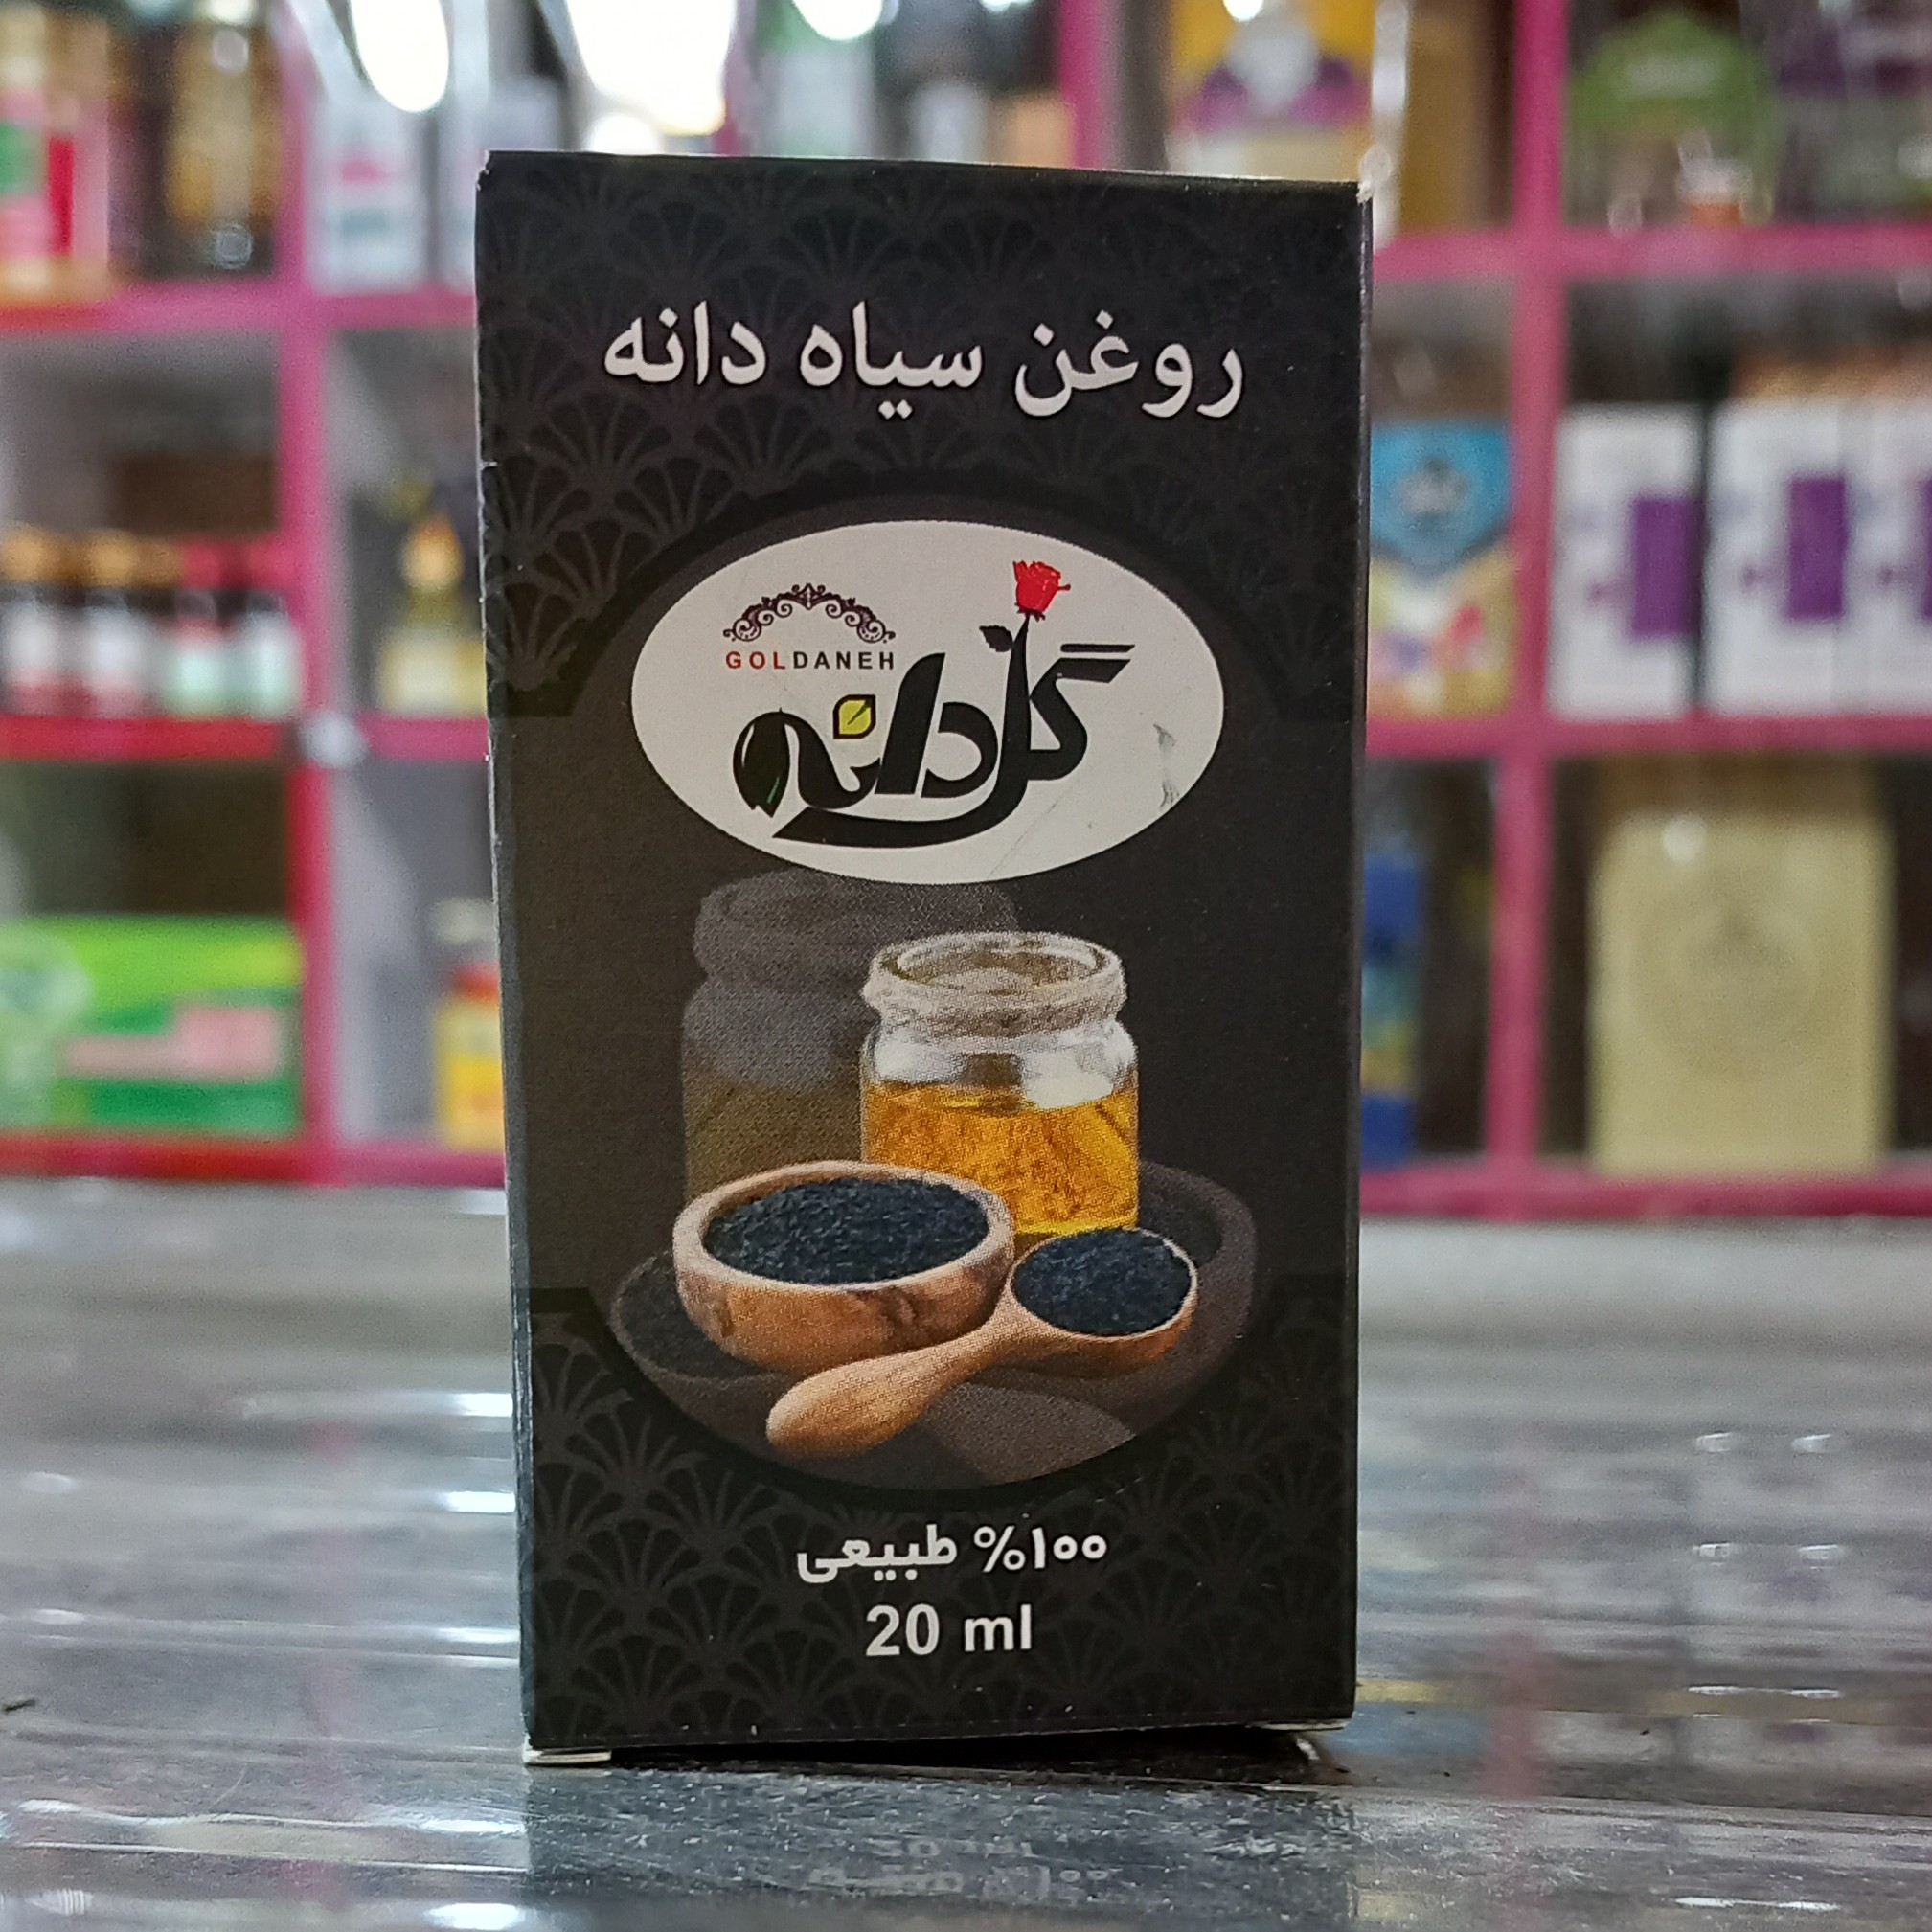 روغن سیاه دانه
GOLDANEH
گل دانه
۱۰۰% طبیعی
20 ml